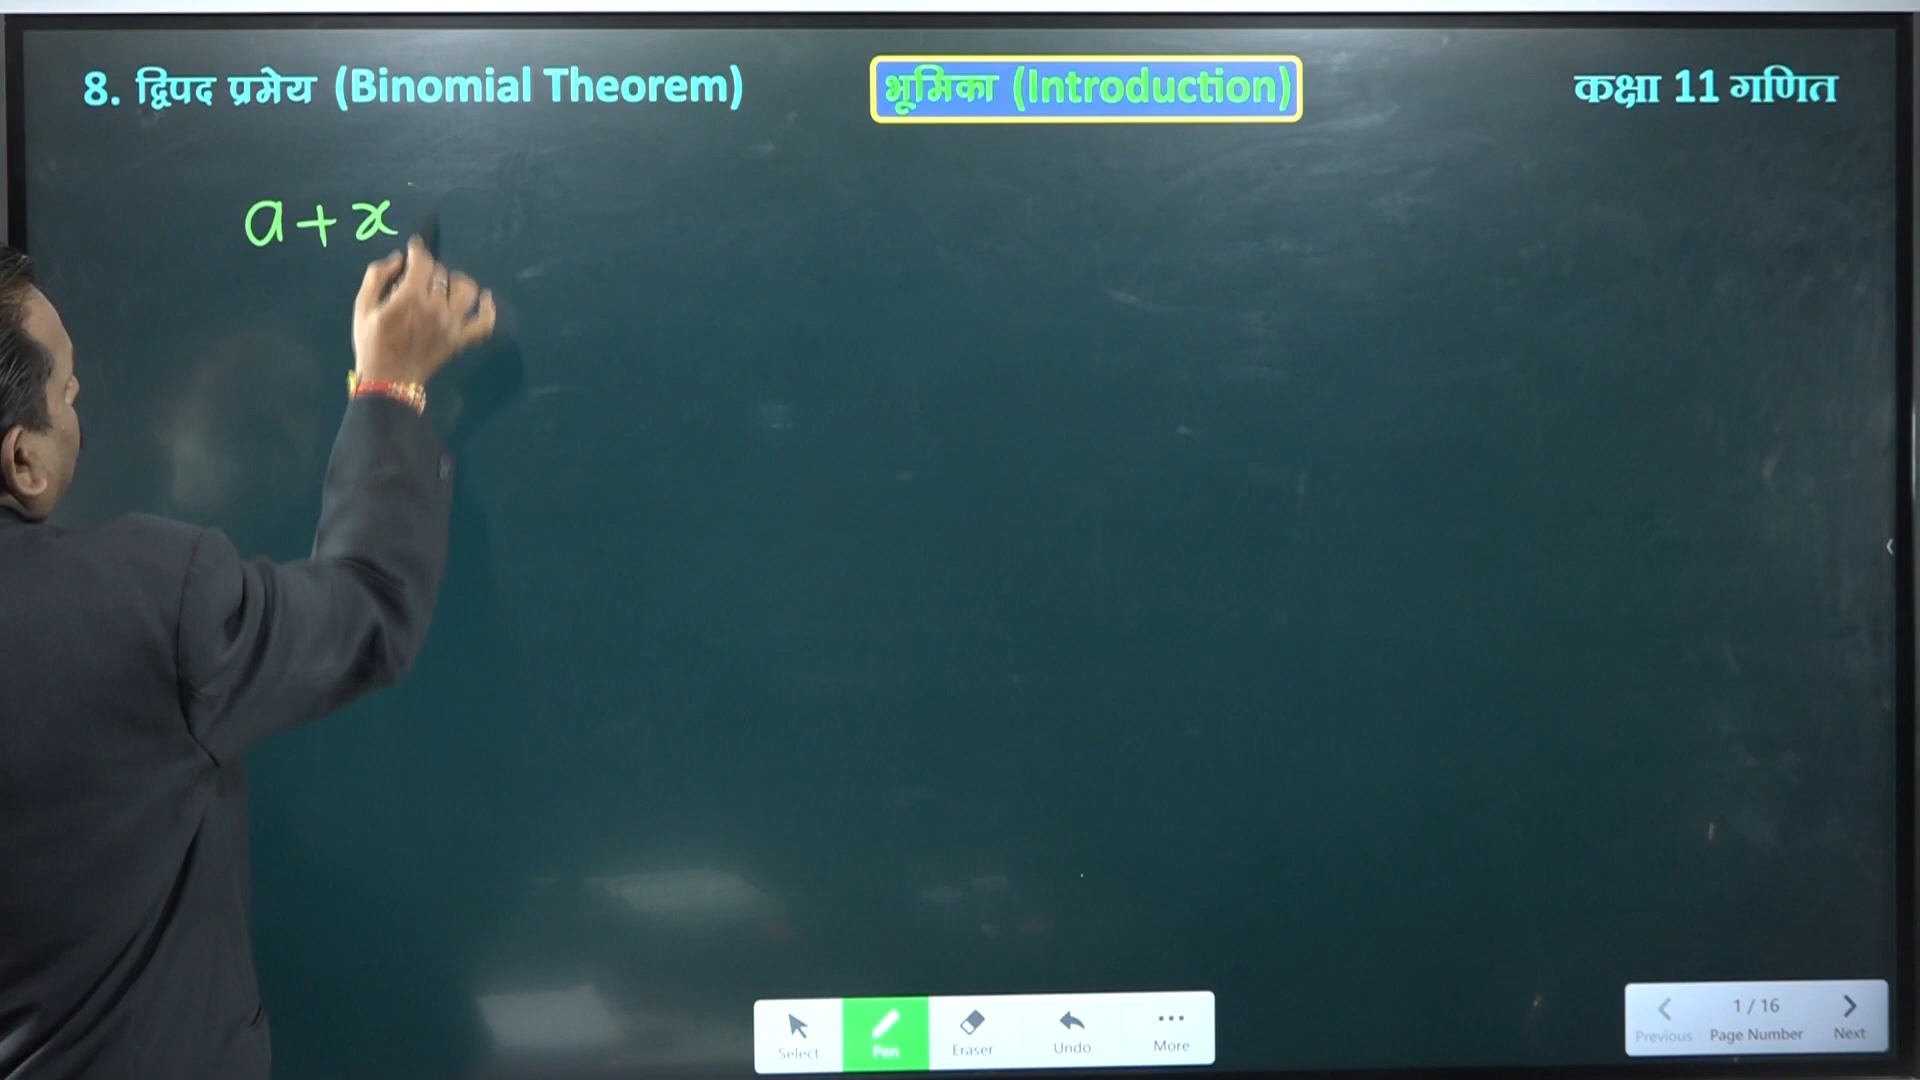 8. द्विपद प्रमेय (Binomial Theorem) भूमिका (Introduction) कक्षा 11 गणित
a + x
Select Pen Eraser Undo More
Previous 1 / 16 Page Number Next